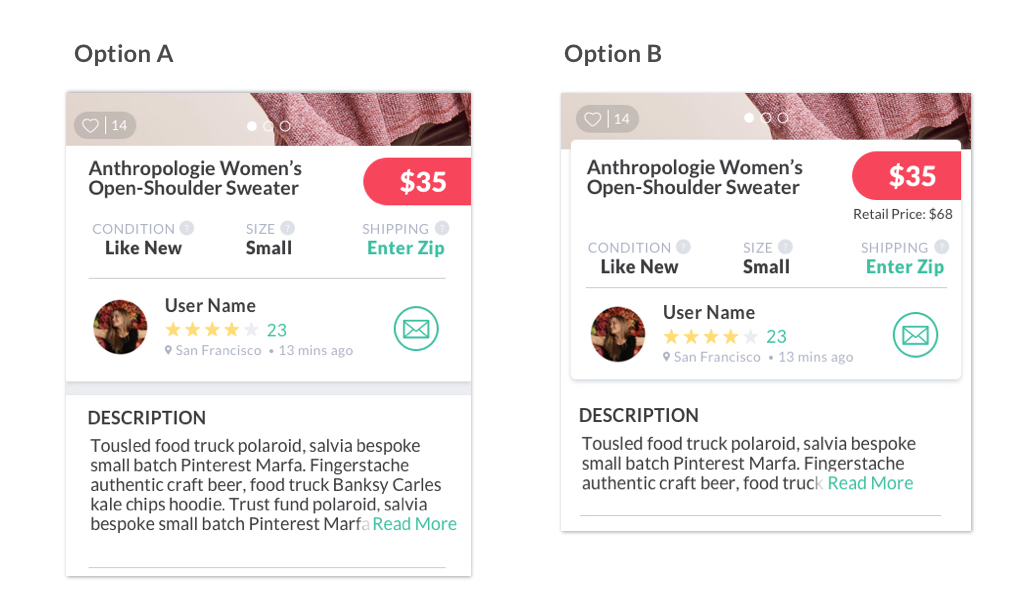 Option A
14
Anthropologie Women’s
Open-Shoulder Sweater
$35
CONDITION ?
Like New
SIZE ?
Small
SHIPPING ?
Enter Zip
User Name
23
San Francisco • 13 mins ago
DESCRIPTION
Tousled food truck polaroid, salvia bespoke
small batch Pinterest Marfa. Fingerstache
authentic craft beer, food truck Banksy Carles
kale chips hoodie. Trust fund polaroid, salvia
bespoke small batch Pinterest Marfa Read More
Option B
14
Anthropologie Women’s
Open-Shoulder Sweater
$35
Retail Price: $68
CONDITION ?
Like New
SIZE ?
Small
SHIPPING ?
Enter Zip
User Name
23
San Francisco • 13 mins ago
DESCRIPTION
Tousled food truck polaroid, salvia bespoke
small batch Pinterest Marfa. Fingerstache
authentic craft beer, food truck Read More